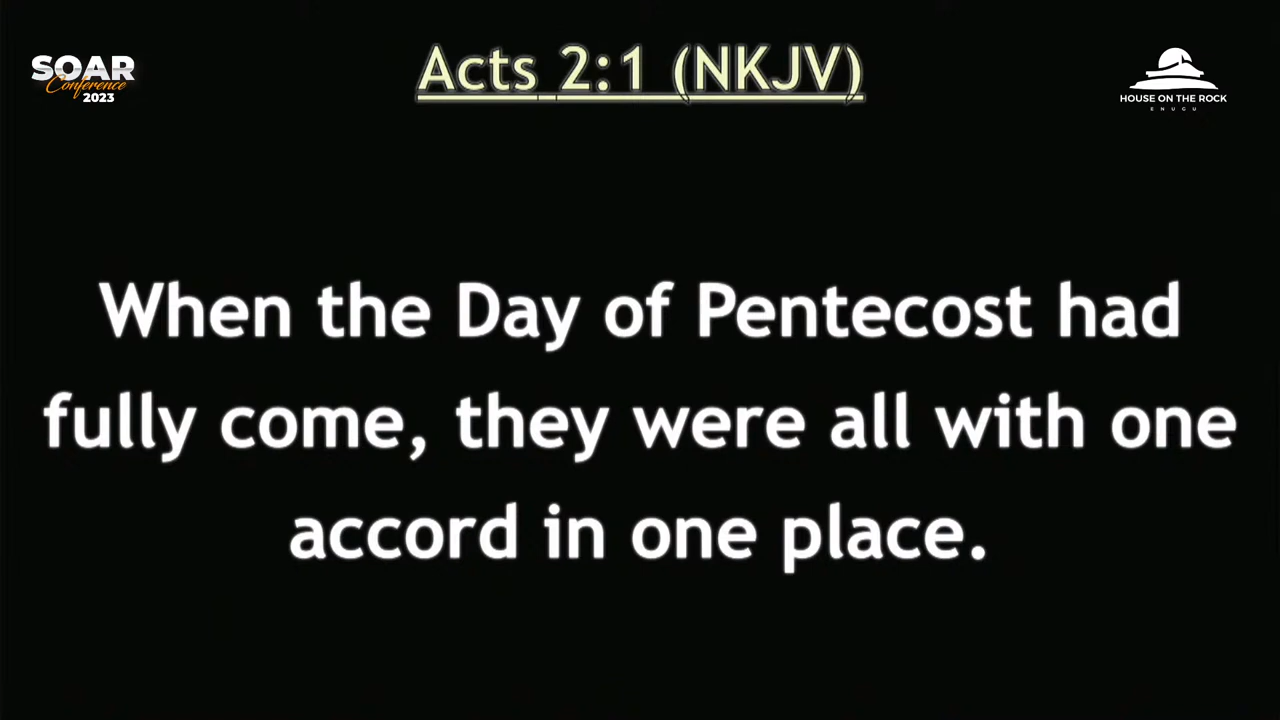 SOAR
Conference
2023
Acts 2:1 (NKJV)
HOUSE ON THE ROCK
ENUGU
When the Day of Pentecost had
fully come, they were all with one
accord in one place.